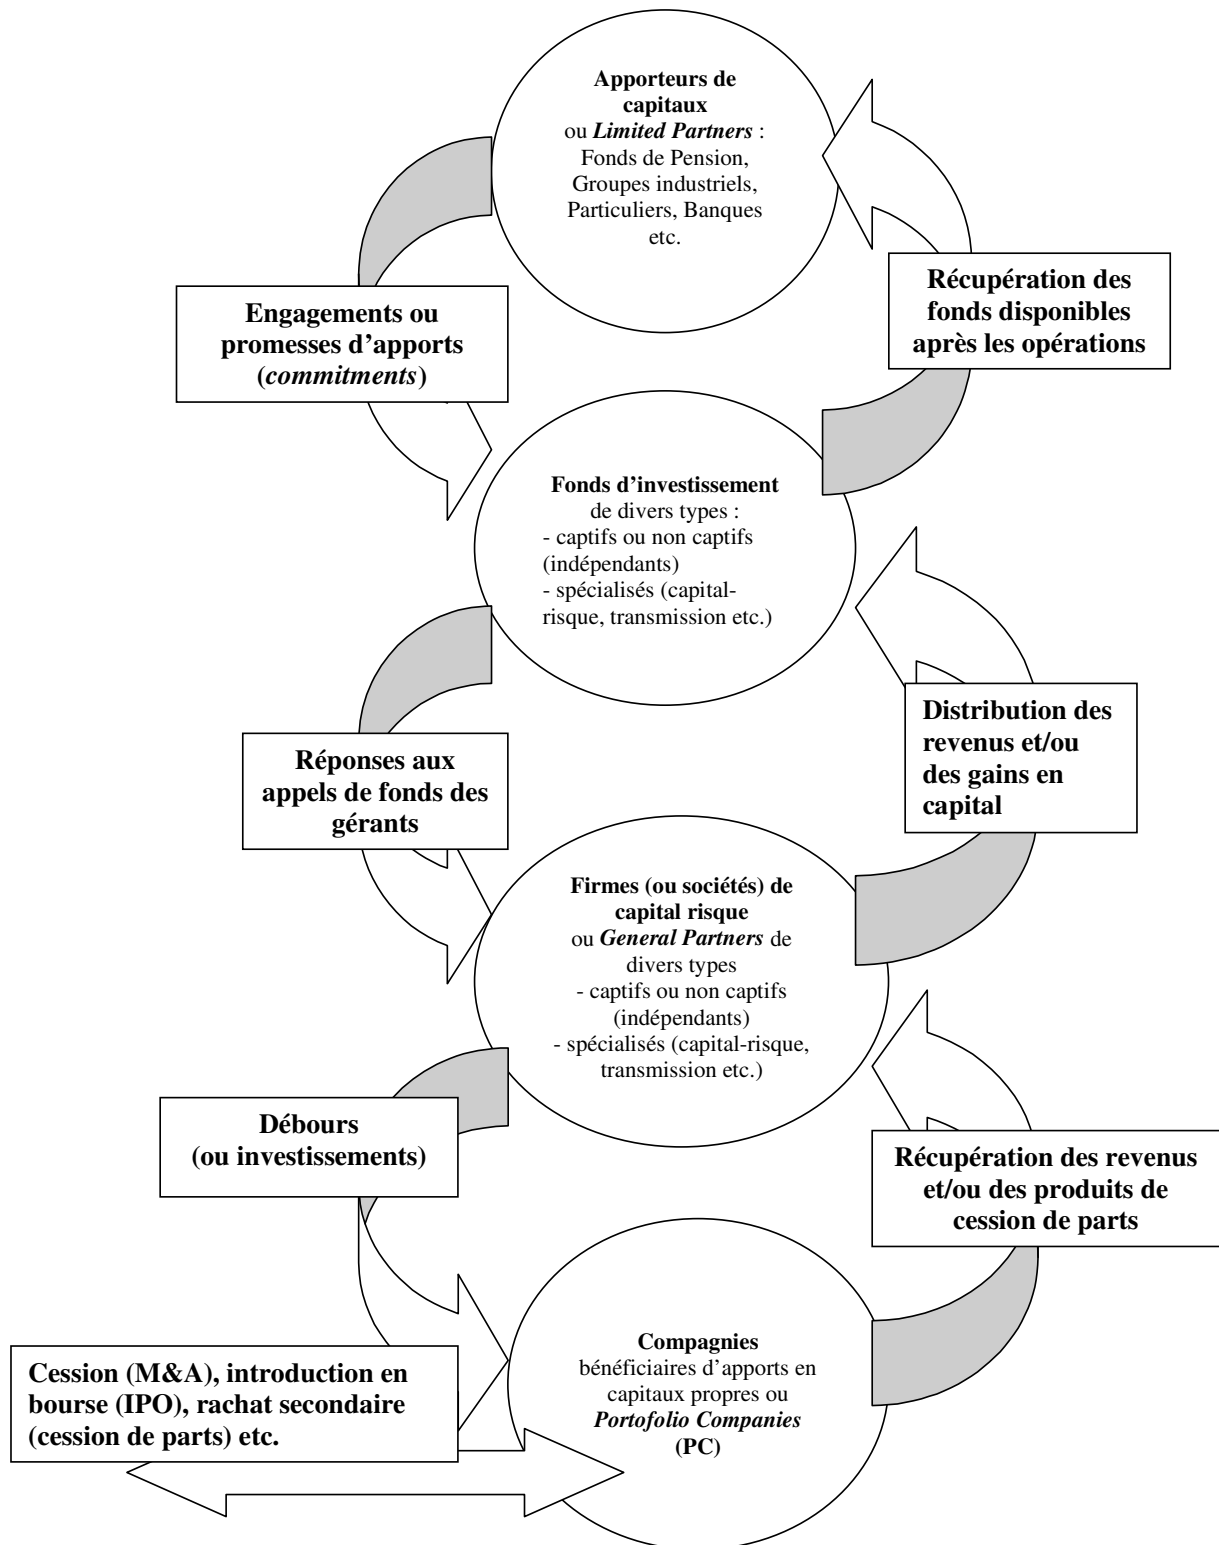 Apporteurs de
capitaux
ou Limited Partners :
Fonds de Pension,
Groupes industriels,
Particuliers, Banques
etc.
Engagements ou
promesses d’apports
(commitments)
Récupération des
fonds disponibles
après les opérations
Fonds d’investissement
de divers types :
- captifs ou non captifs
(indépendants)
- spécialisés (capital-
risque, transmission etc.)
Réponses aux
appels de fonds des
gérants
Distribution des
revenus et/ou
des gains en
capital
Firmes (ou sociétés) de
capital risque
ou General Partners de
divers types
- captifs ou non captifs
(indépendants)
- spécialisés (capital-risque,
transmission etc.)
Débours
(ou investissements)
Récupération des revenus
et/ou des produits de
cession de parts
Compagnies
bénéficiaires d’apports en
capitaux propres ou
Portofolio Companies
(PC)
Cession (M&A), introduction en
bourse (IPO), rachat secondaire
(cession de parts) etc.